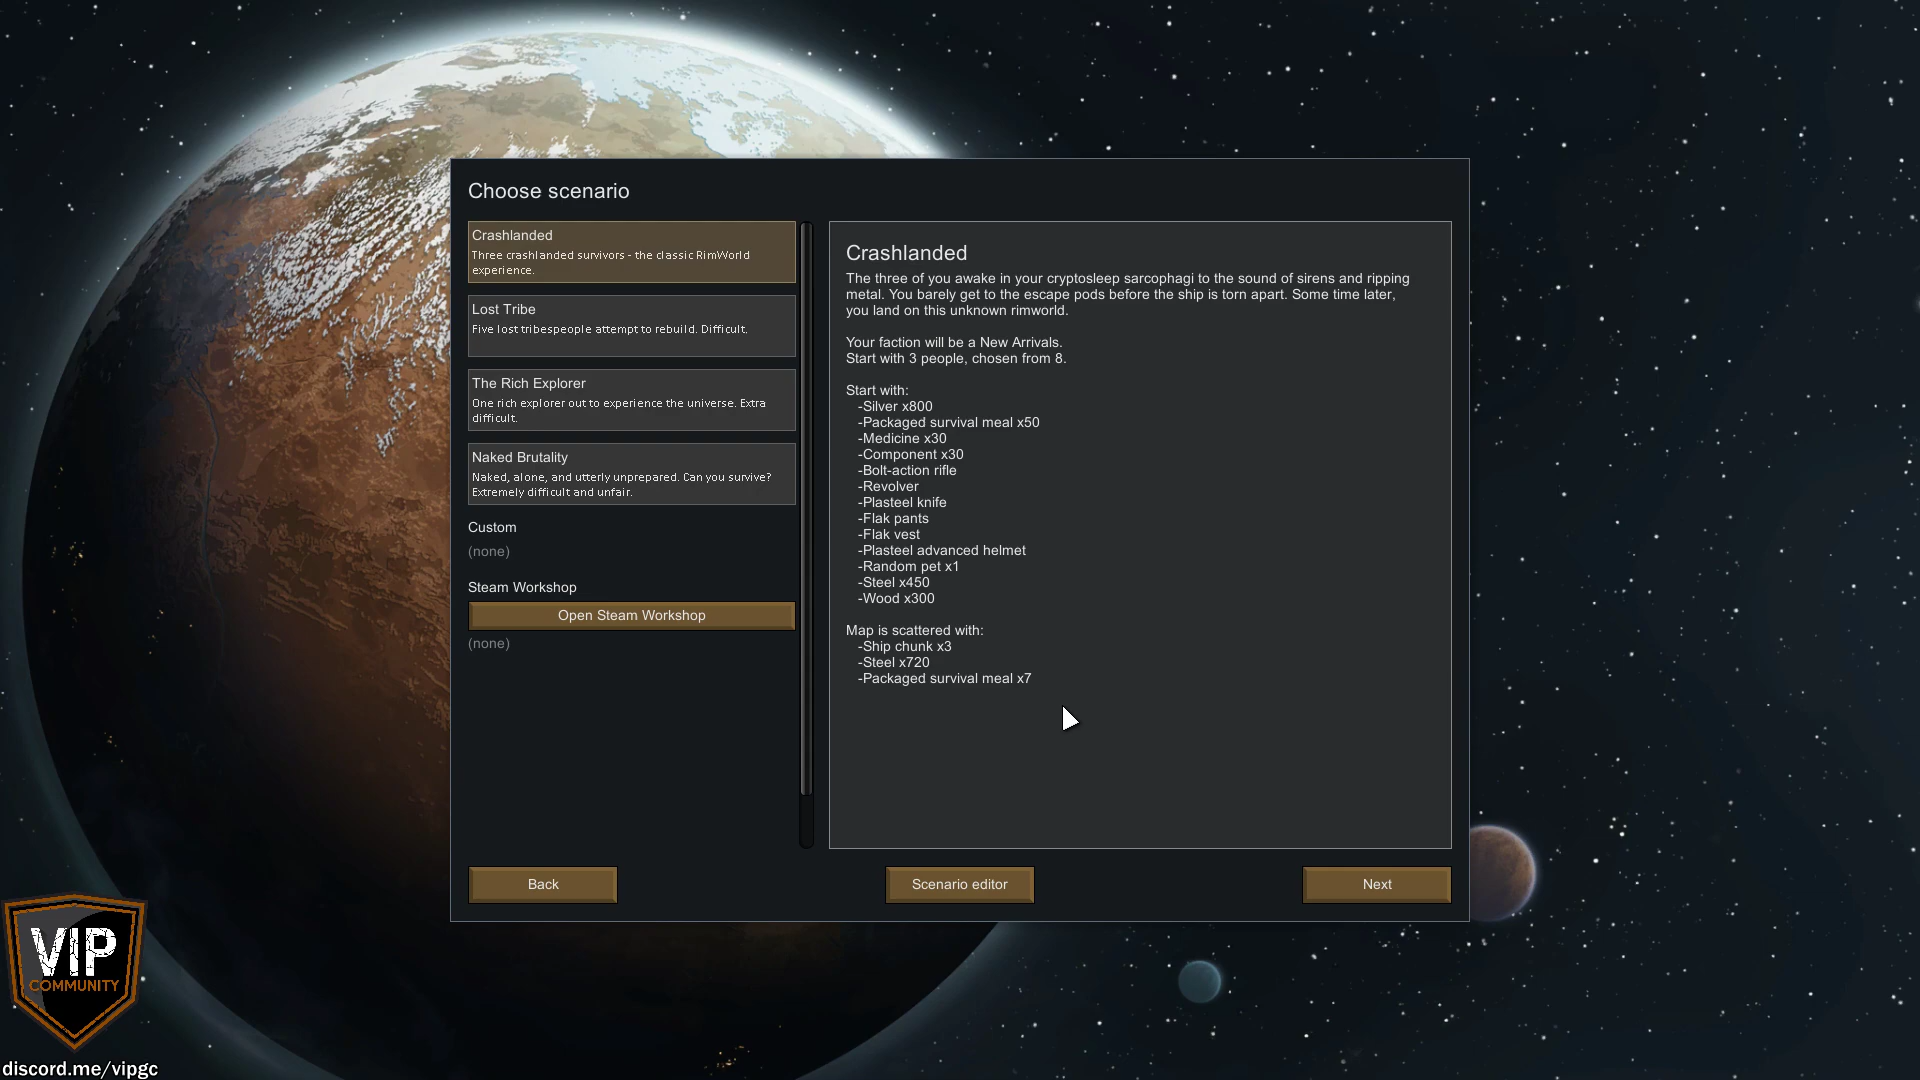 Choose scenario
Crashlanded
Three crashlanded survivors - the classic RimWorld
experience.
Lost Tribe
Five lost tribespeople attempt to rebuild. Difficult.
The Rich Explorer
One rich explorer out to experience the universe. Extra
difficult.
Naked Brutality
Naked, alone, and utterly unprepared. Can you survive?
Extremely difficult and unfair.
Custom
(none)
Steam Workshop
Open Steam Workshop
(none)
Crashlanded
The three of you awake in your cryptosleep sarcophagi to the sound of sirens and ripping
metal. You barely get to the escape pods before the ship is torn apart. Some time later,
you land on this unknown rimworld.
Your faction will be a New Arrivals.
Start with 3 people, chosen from 8.
Start with:
-Silver x800
-Packaged survival meal x50
-Medicine x30
-Component x30
-Bolt-action rifle
-Revolver
-Plasteel knife
-Flak pants
-Flak vest
-Plasteel advanced helmet
-Random pet x1
-Steel x450
-Wood x300
Map is scattered with:
-Ship chunk x3
-Steel x720
-Packaged survival meal x7
Back
Scenario editor
Next
VIP
COMMUNITY
discord.me/vipgc